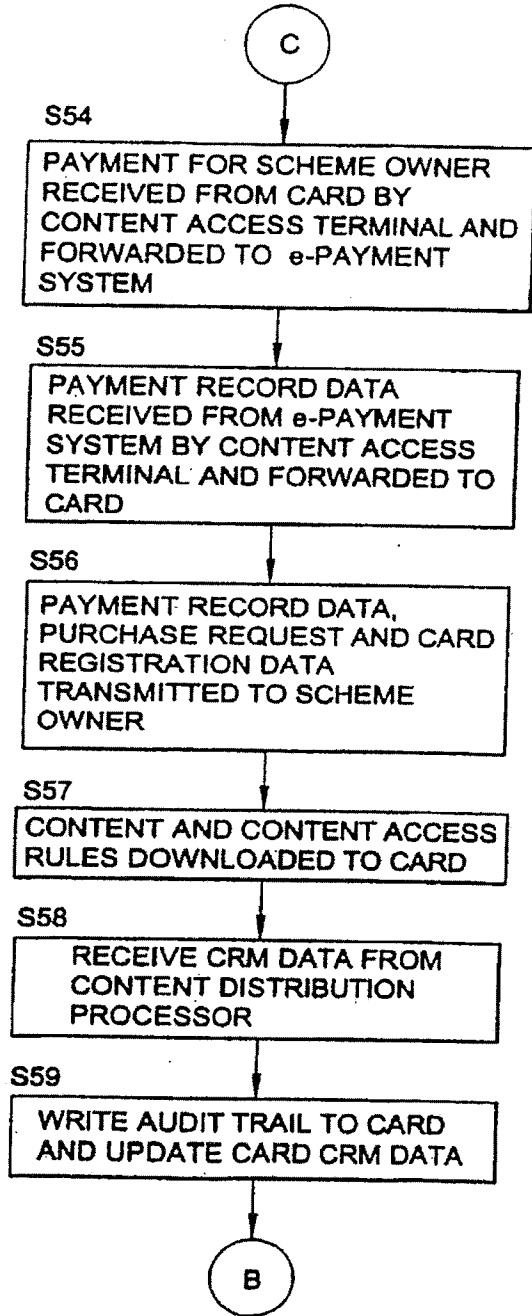 C
S54
PAYMENT FOR SCHEME OWNER
RECEIVED FROM CARD BY
CONTENT ACCESS TERMINAL AND
FORWARDED TO e-PAYMENT
SYSTEM
S55
PAYMENT RECORD DATA
RECEIVED FROM e-PAYMENT
SYSTEM BY CONTENT ACCESS
TERMINAL AND FORWARDED TO
CARD
S56
PAYMENT RECORD DATA,
PURCHASE REQUEST AND CARD
REGISTRATION DATA
TRANSMITTED TO SCHEME
OWNER
S57
CONTENT AND CONTENT ACCESS
RULES DOWNLOADED TO CARD
S58
RECEIVE CRM DATA FROM
CONTENT DISTRIBUTION
PROCESSOR
S59
WRITE AUDIT TRAIL TO CARD
AND UPDATE CARD CRM DATA
B